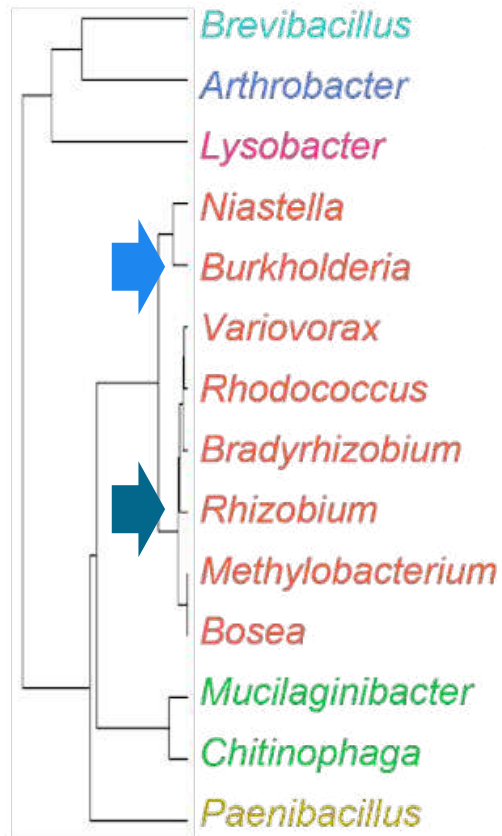 Brevibacillus
Arthrobacter
Lysobacter
Niastella
Burkholderia
Variovorax
Rhodococcus
Bradyrhizobium
Rhizobium
Methylobacterium
Bosea
Mucilaginibacter
Chitinophaga
Paenibacillus